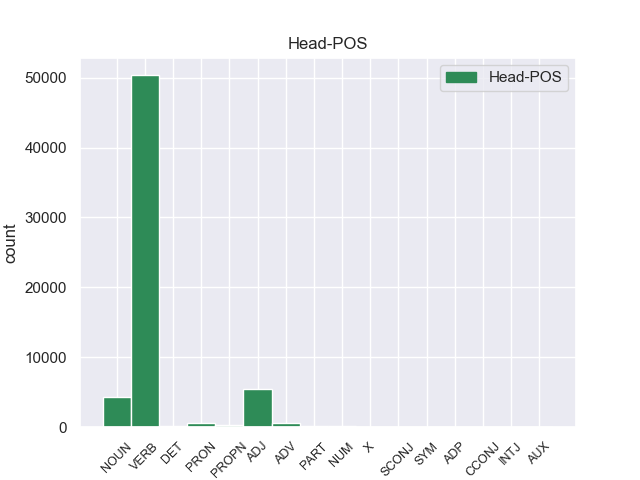 Head-POS
Head-POS
50000
40000
30000
20000
10000
0
count
NOUN VERB DET PRON PROPN ADJ ADV PART NUM X SCONJ SYM ADP CCONJ INTJ AUX